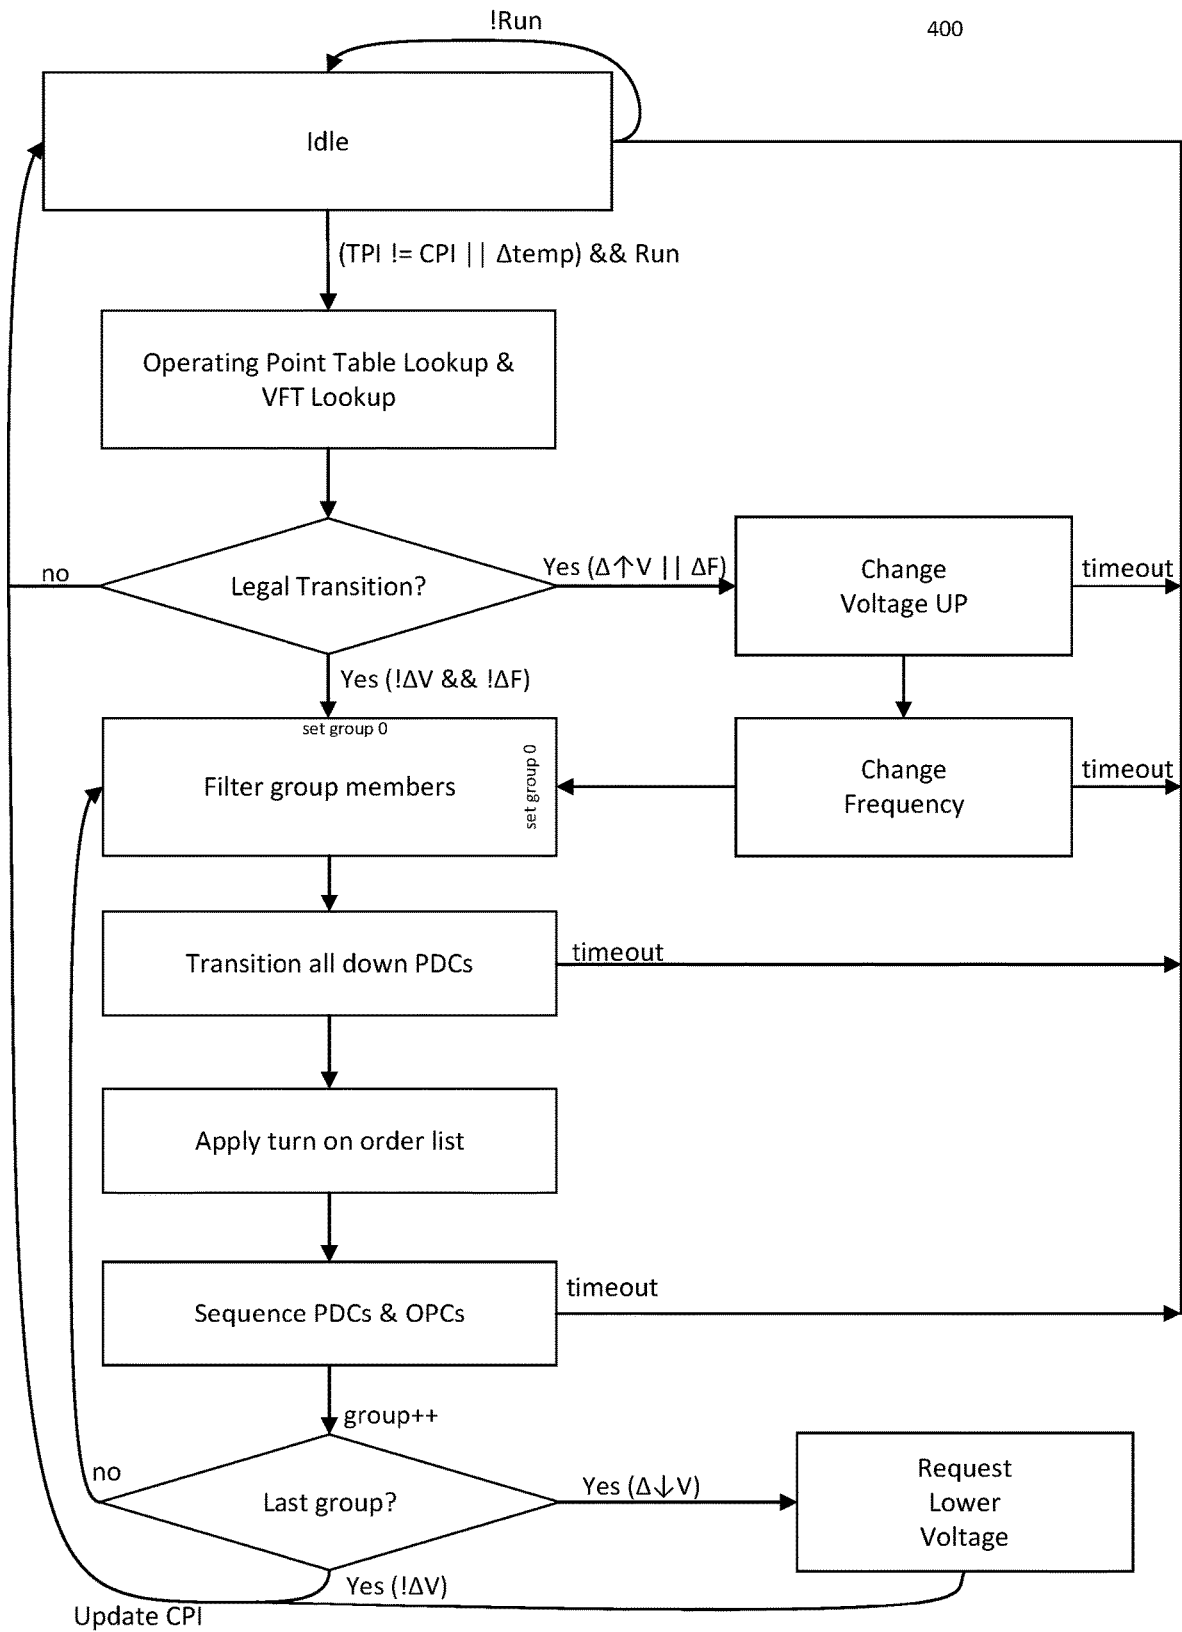 !Run
400
Idle
(TPI != CPI || Δtemp) && Run
Operating Point Table Lookup &
VFT Lookup
no
Legal Transition?
Yes (Δ↑V || ΔF)
Change
Voltage UP
timeout
Yes (!ΔV && !ΔF)
set group 0
Filter group members
set group 0
Change
Frequency
timeout
Transition all down PDCs
timeout
Apply turn on order list
Sequence PDCs & OPCs
timeout
group++
no
Last group?
Yes (Δ↓V)
Request
Lower
Voltage
Yes (!ΔV)
Update CPI